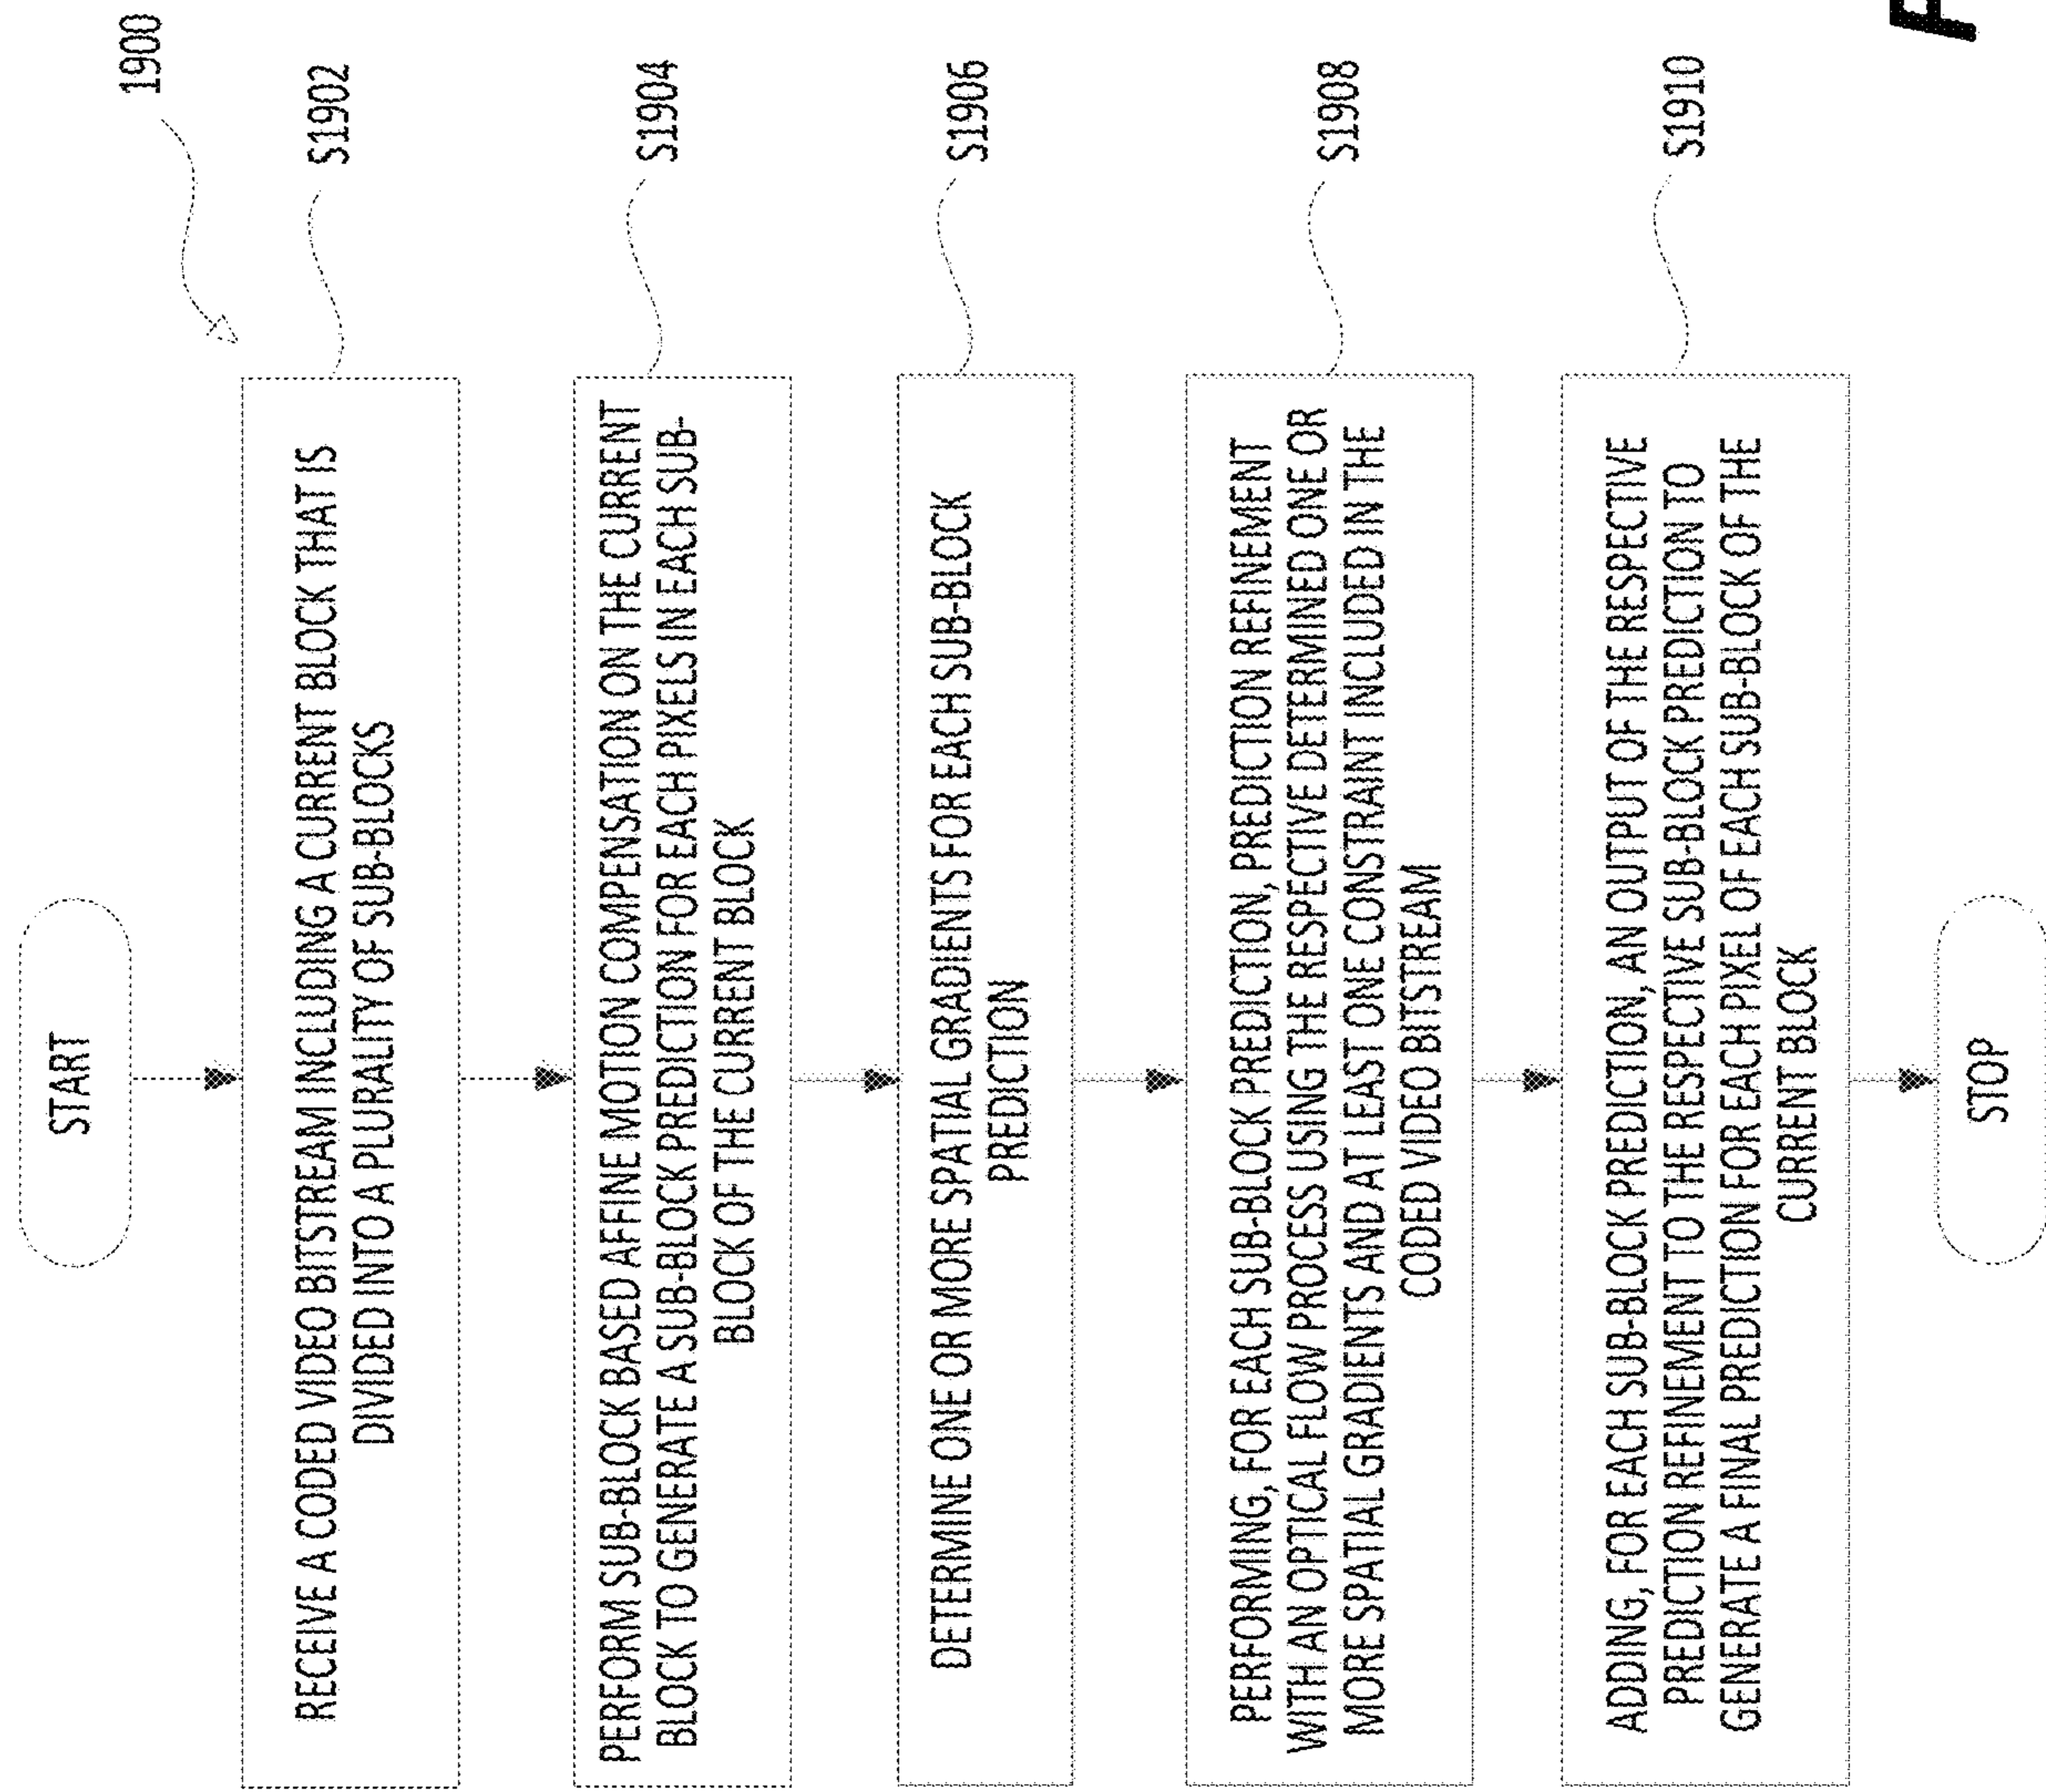 1900
START
RECEIVE A CODED VIDEO BITSTREAM INCLUDING A CURRENT BLOCK THAT IS
DIVIDED INTO A PLURALITY OF SUB-BLOCKS
S1902
PERFORM SUB-BLOCK BASED AFFINE MOTION COMPENSATION ON THE CURRENT
BLOCK TO GENERATE A SUB-BLOCK PREDICTION FOR EACH PIXELS IN EACH SUB-
BLOCK OF THE CURRENT BLOCK
S1904
DETERMINE ONE OR MORE SPATIAL GRADIENTS FOR EACH SUB-BLOCK
PREDICTION
S1906
PERFORMING, FOR EACH SUB-BLOCK PREDICTION, PREDICTION REFINEMENT
WITH AN OPTICAL FLOW PROCESS USING THE RESPECTIVE DETERMINED ONE OR
MORE SPATIAL GRADIENTS AND AT LEAST ONE CONSTRAINT INCLUDED IN THE
CODED VIDEO BITSTREAM
S1908
ADDING, FOR EACH SUB-BLOCK PREDICTION, AN OUTPUT OF THE RESPECTIVE
PREDICTION REFINEMENT TO THE RESPECTIVE SUB-BLOCK PREDICTION TO
GENERATE A FINAL PREDICTION FOR EACH PIXEL OF EACH SUB-BLOCK OF THE
CURRENT BLOCK
S1910
STOP